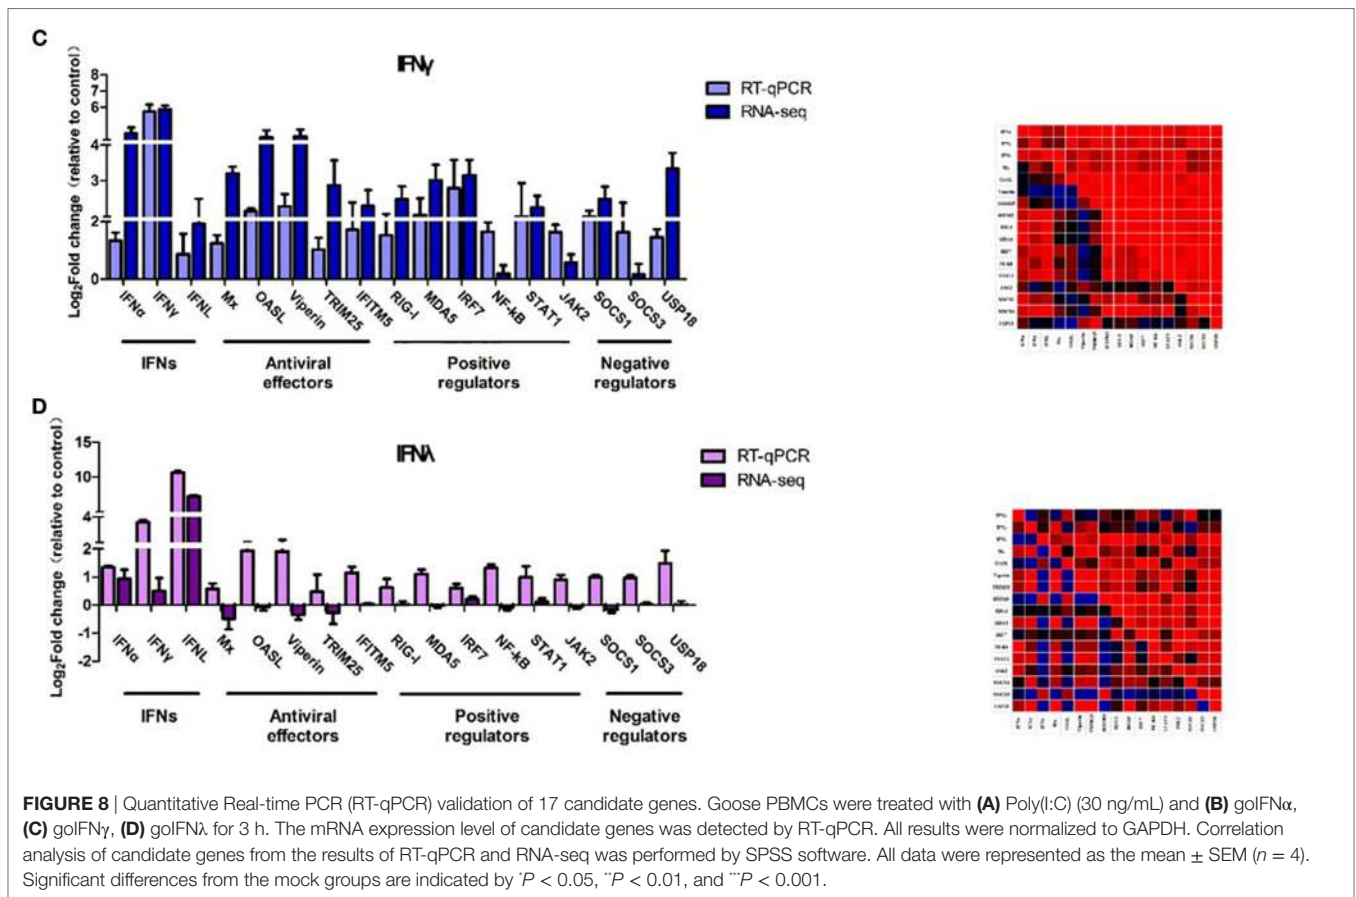 C
IFNγ
Log2Fold change (relative to control)
8
7
6
4
3
2
0
RT-qPCR
RNA-seq
IFNα
IFNγ
IFNL
Mx
OASL
Viperin
TRIM25
IFITM5
RIG-I
MDA5
IRF7
NF-kB
STAT1
JAK2
SOCS1
SOCS3
USP18
IFNs
Antiviral
effectors
Positive
regulators
Negative
regulators
D
IFNλ
Log2Fold change (relative to control)
15
10
4
2
1
0
-1
-2
RT-qPCR
RNA-seq
IFNα
IFNγ
IFNL
Mx
OASL
Viperin
TRIM25
IFITM5
RIG-I
MDA5
IRF7
NF-kB
STAT1
JAK2
SOCS1
SOCS3
USP18
IFNs
Antiviral
effectors
Positive
regulators
Negative
regulators
FIGURE 8 | Quantitative Real-time PCR (RT-qPCR) validation of 17 candidate genes. Goose PBMCs were treated with (A) Poly(I:C) (30 ng/mL) and (B) goIFNα,
(C) goIFNγ, (D) goIFNλ for 3 h. The mRNA expression level of candidate genes was detected by RT-qPCR. All results were normalized to GAPDH. Correlation
analysis of candidate genes from the results of RT-qPCR and RNA-seq was performed by SPSS software. All data were represented as the mean ± SEM (n = 4).
Significant differences from the mock groups are indicated by *P < 0.05, **P < 0.01, and ***P < 0.001.